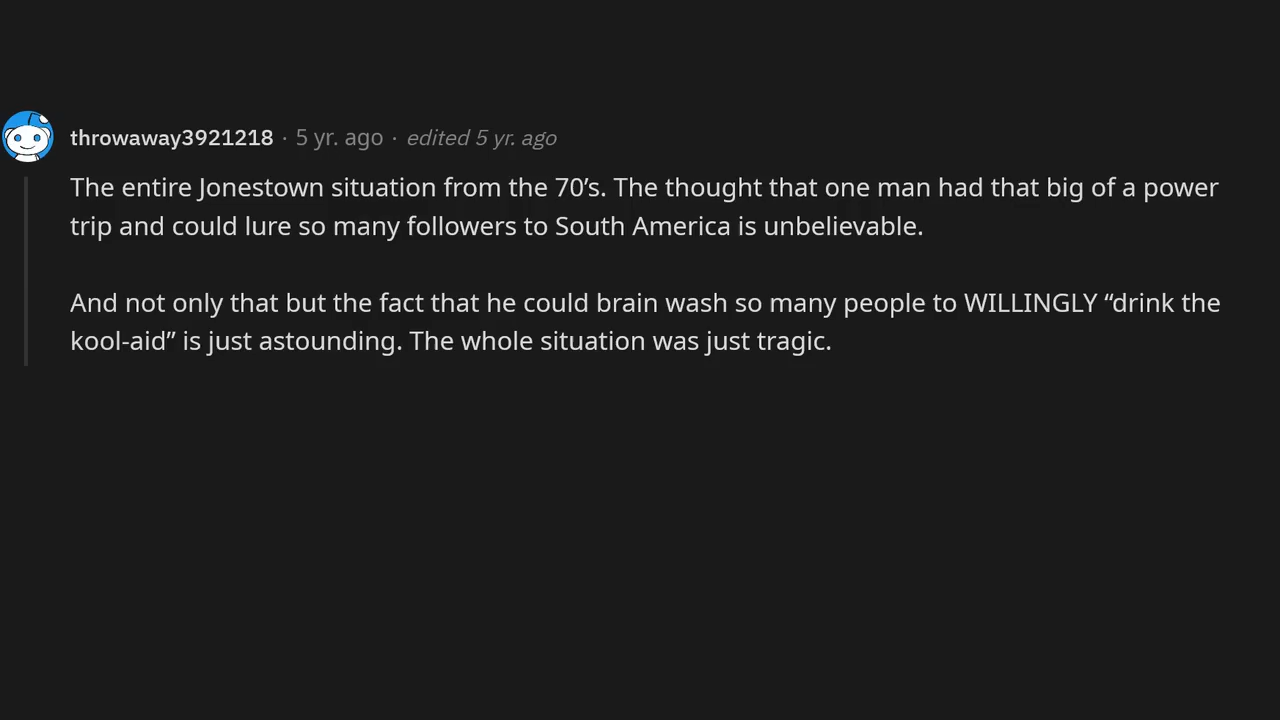 throwaway3921218 · 5 yr. ago · edited 5 yr. ago
The entire Jonestown situation from the 70’s. The thought that one man had that big of a power
trip and could lure so many followers to South America is unbelievable.
And not only that but the fact that he could brain wash so many people to WILLINGLY “drink the
kool-aid” is just astounding. The whole situation was just tragic.